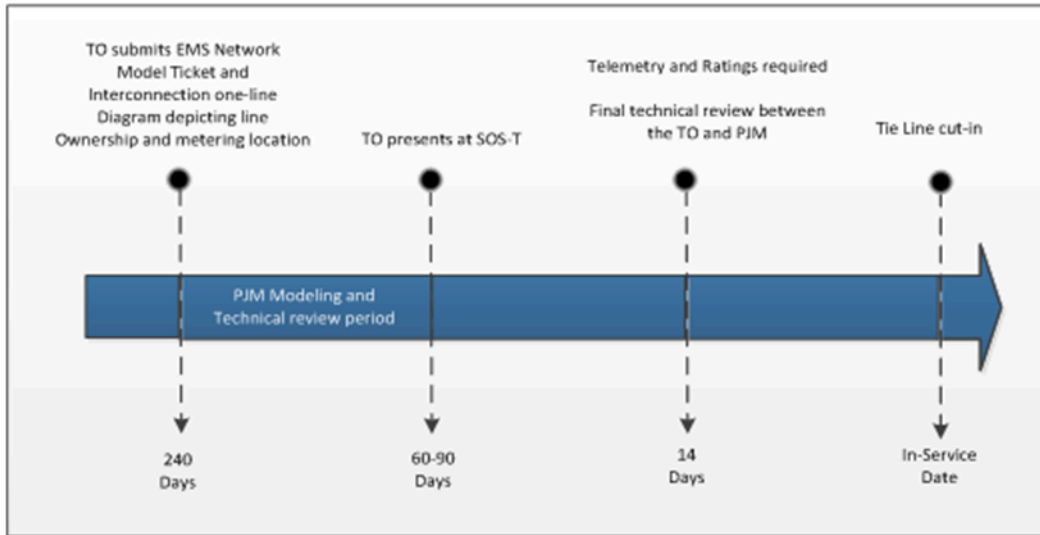 TO submits EMS Network
Model Ticket and
Interconnection one-line
Diagram depicting line
Ownership and metering location
TO presents at SOS-T
Telemetry and Ratings required
Final technical review between
the TO and PJM
Tie Line cut-in
PJM Modeling and
Technical review period
240
Days
60-90
Days
14
Days
In-Service
Date